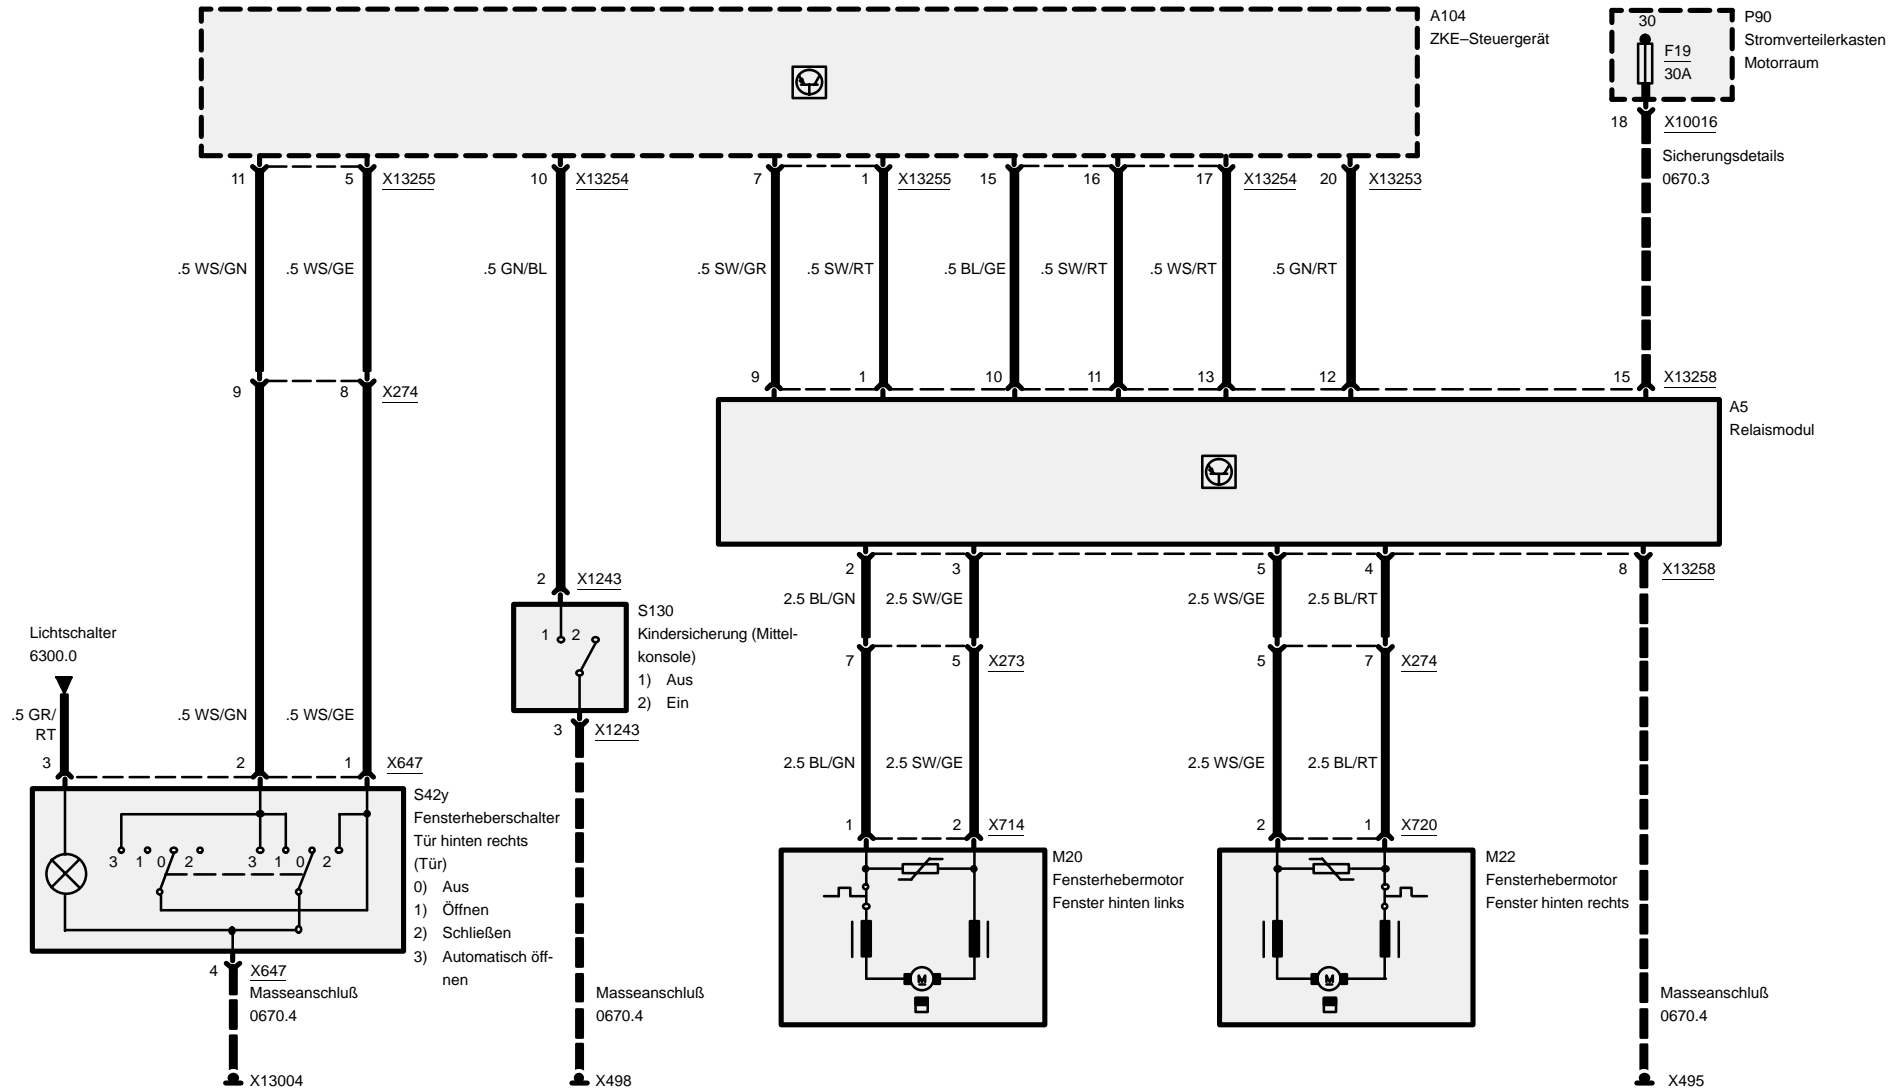 A104
ZKE–Steuergerät
30
F19
30A
P90
Stromverteilerkasten
Motorraum
18 X10016
Sicherungsdetails
0670.3
11 5 X13255 10 X13254 7 1 X13255 15 16 17 X13254 20 X13253
.5 WS/GN .5 WS/GE .5 GN/BL .5 SW/GR .5 SW/RT .5 BL/GE .5 SW/RT .5 WS/RT .5 GN/RT
9 8 X274
9 1 10 11 13 12 15 X13258
A5
Relaismodul
2 3 5 4 8 X13258
2 X1243
2.5 BL/GN 2.5 SW/GE 2.5 WS/GE 2.5 BL/RT
S130
Kindersicherung (Mittel-
konsole)
1) Aus
2) Ein
1 2
Lichtschalter
6300.0
7 5 X273 5 7 X274
.5 GR/
RT
.5 WS/GN .5 WS/GE
3 X1243
3 2 1 X647
2.5 BL/GN 2.5 SW/GE 2.5 WS/GE 2.5 BL/RT
S42y
Fensterheberschalter
Tür hinten rechts
(Tür)
0) Aus
1) Öffnen
2) Schließen
3) Automatisch öff-
nen
3 1 0 2 3 1 0 2
1 2 X714 2 1 X720
M20
Fensterhebermotor
Fenster hinten links
M
M22
Fensterhebermotor
Fenster hinten rechts
M
4 X647
Masseanschluß
0670.4
Masseanschluß
0670.4
Masseanschluß
0670.4
X13004 X498 X495